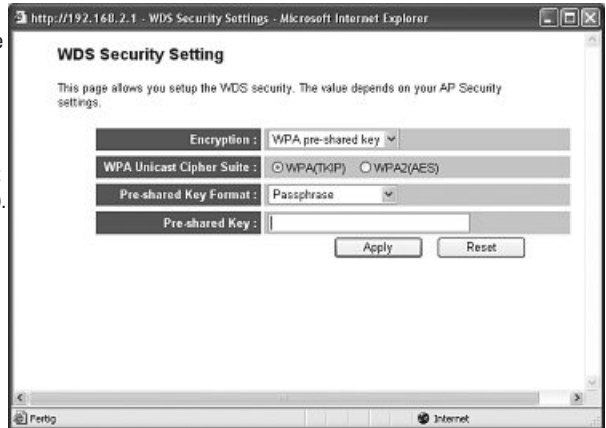 http://192.168.2.1 - WDS Security Settings - Microsoft Internet Explorer
WDS Security Setting
This page allows you setup the WDS security. The value depends on your AP Security
settings.
Encryption : WPA pre-shared key
WPA Unicast Cipher Suite : WPA(TKIP) WPA2(AES)
Pre-shared Key Format : Passphrase
Pre-shared Key :
Apply Reset
Fertig Internet